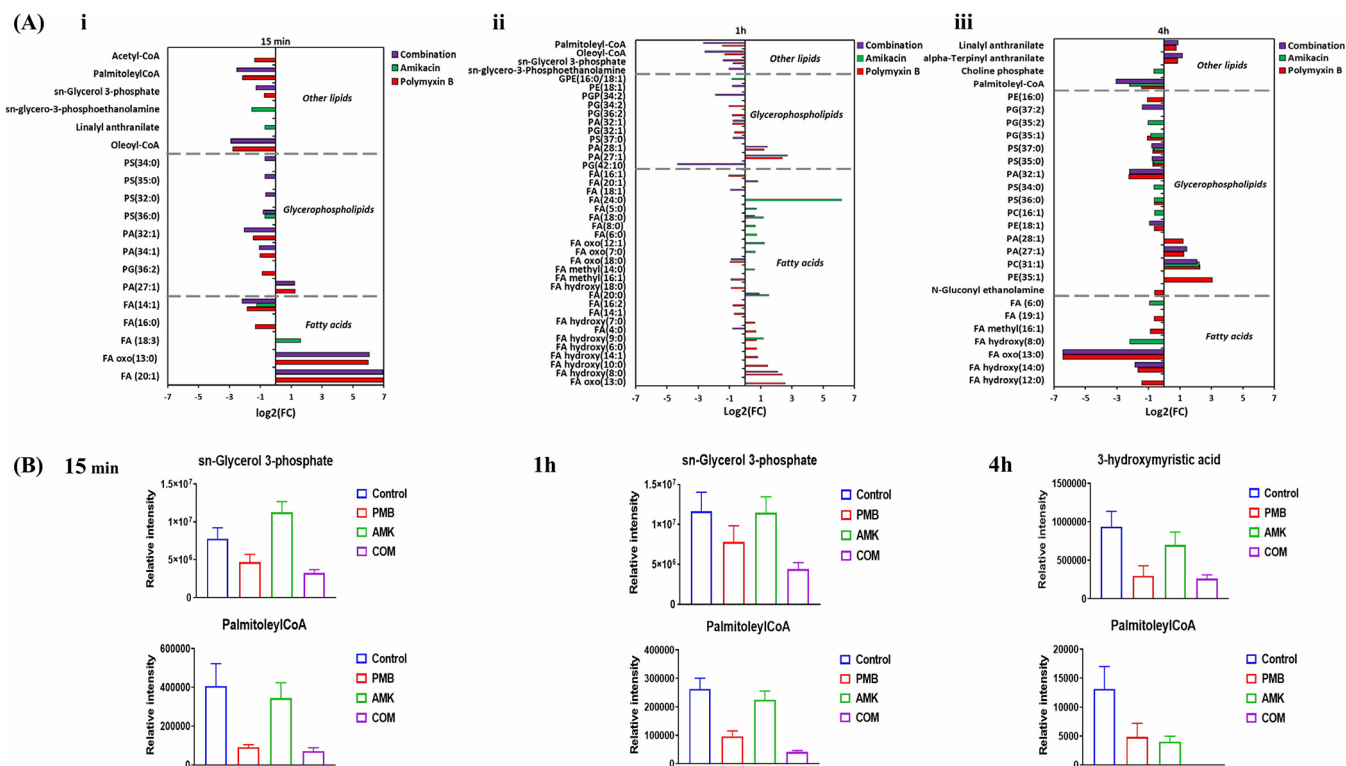 (A)
i
15 min
Combination
Amikacin
Polymyxin B
Acetyl-CoA
PalmitoleylCoA
sn-Glycerol 3-phosphate
sn-glycero-3-phosphoethanolamine
Linalyl anthranilate
Oleoyl-CoA
Other lipids
PS(34:0)
PS(35:0)
PS(32:0)
PS(36:0)
PA(32:1)
PA(34:1)
PG(36:2)
PA(27:1)
Glycerophospholipids
FA(14:1)
FA(16:0)
FA (18:3)
FA oxo(13:0)
FA (20:1)
Fatty acids
-7 -5 -3 -1 1 3 5 7
log2(FC)
ii
1h
Combination
Amikacin
Polymyxin B
Palmitoleyl-CoA
Oleoyl-CoA
sn-Glycerol 3-phosphate
sn-glycero-3-Phosphoethanolamine
Other lipids
GPE(16:0/18:1)
PE(18:1)
PGP(34:2)
PG(34:2)
PG(36:2)
PA(32:1)
PG(32:1)
PS(37:0)
PA(28:1)
PA(27:1)
PG(42:10)
Glycerophospholipids
FA(16:1)
FA(20:1)
FA (18:1)
FA(24:0)
FA(5:0)
FA(18:0)
FA(8:0)
FA(6:0)
FA oxo(12:1)
FA oxo(7:0)
FA oxo(18:0)
FA methyl(14:0)
FA methyl(16:1)
FA hydroxy(18:0)
FA(20:0)
FA(16:2)
FA(14:1)
FA hydroxy(7:0)
FA(4:0)
FA hydroxy(9:0)
FA hydroxy(6:0)
FA hydroxy(14:1)
FA hydroxy(10:0)
FA hydroxy(8:0)
FA oxo(13:0)
Fatty acids
-7 -5 -3 -1 1 3 5 7
Log2(FC)
iii
4h
Combination
Amikacin
Polymyxin B
Linalyl anthranilate
alpha-Terpinyl anthranilate
Choline phosphate
Palmitoleyl-CoA
Other lipids
PE(16:0)
PG(37:2)
PG(35:2)
PG(35:1)
PS(37:0)
PS(35:0)
PA(32:1)
PS(34:0)
PS(36:0)
PC(16:1)
PE(18:1)
PA(28:1)
PA(27:1)
PC(31:1)
PE(35:1)
N-Gluconyl ethanolamine
Glycerophospholipids
FA (6:0)
FA (19:1)
FA methyl(16:1)
FA hydroxy(8:0)
FA oxo(13:0)
FA hydroxy(14:0)
FA hydroxy(12:0)
Fatty acids
-7 -5 -3 -1 1 3 5 7
Log2(FC)
(B)
15 min
sn-Glycerol 3-phosphate
Relative intensity
1.5×10⁷
1×10⁷
5×10⁶
0
Control
PMB
AMK
COM
PalmitoleylCoA
Relative intensity
600000
400000
200000
0
Control
PMB
AMK
COM
1h
sn-Glycerol 3-phosphate
Relative intensity
1.5×10⁷
1×10⁷
5×10⁶
0
Control
PMB
AMK
COM
PalmitoleylCoA
Relative intensity
400000
300000
200000
100000
0
Control
PMB
AMK
COM
4h
3-hydroxymyristic acid
Relative intensity
1500000
1000000
500000
0
Control
PMB
AMK
COM
PalmitoleylCoA
Relative intensity
20000
15000
10000
5000
0
Control
PMB
AMK
COM